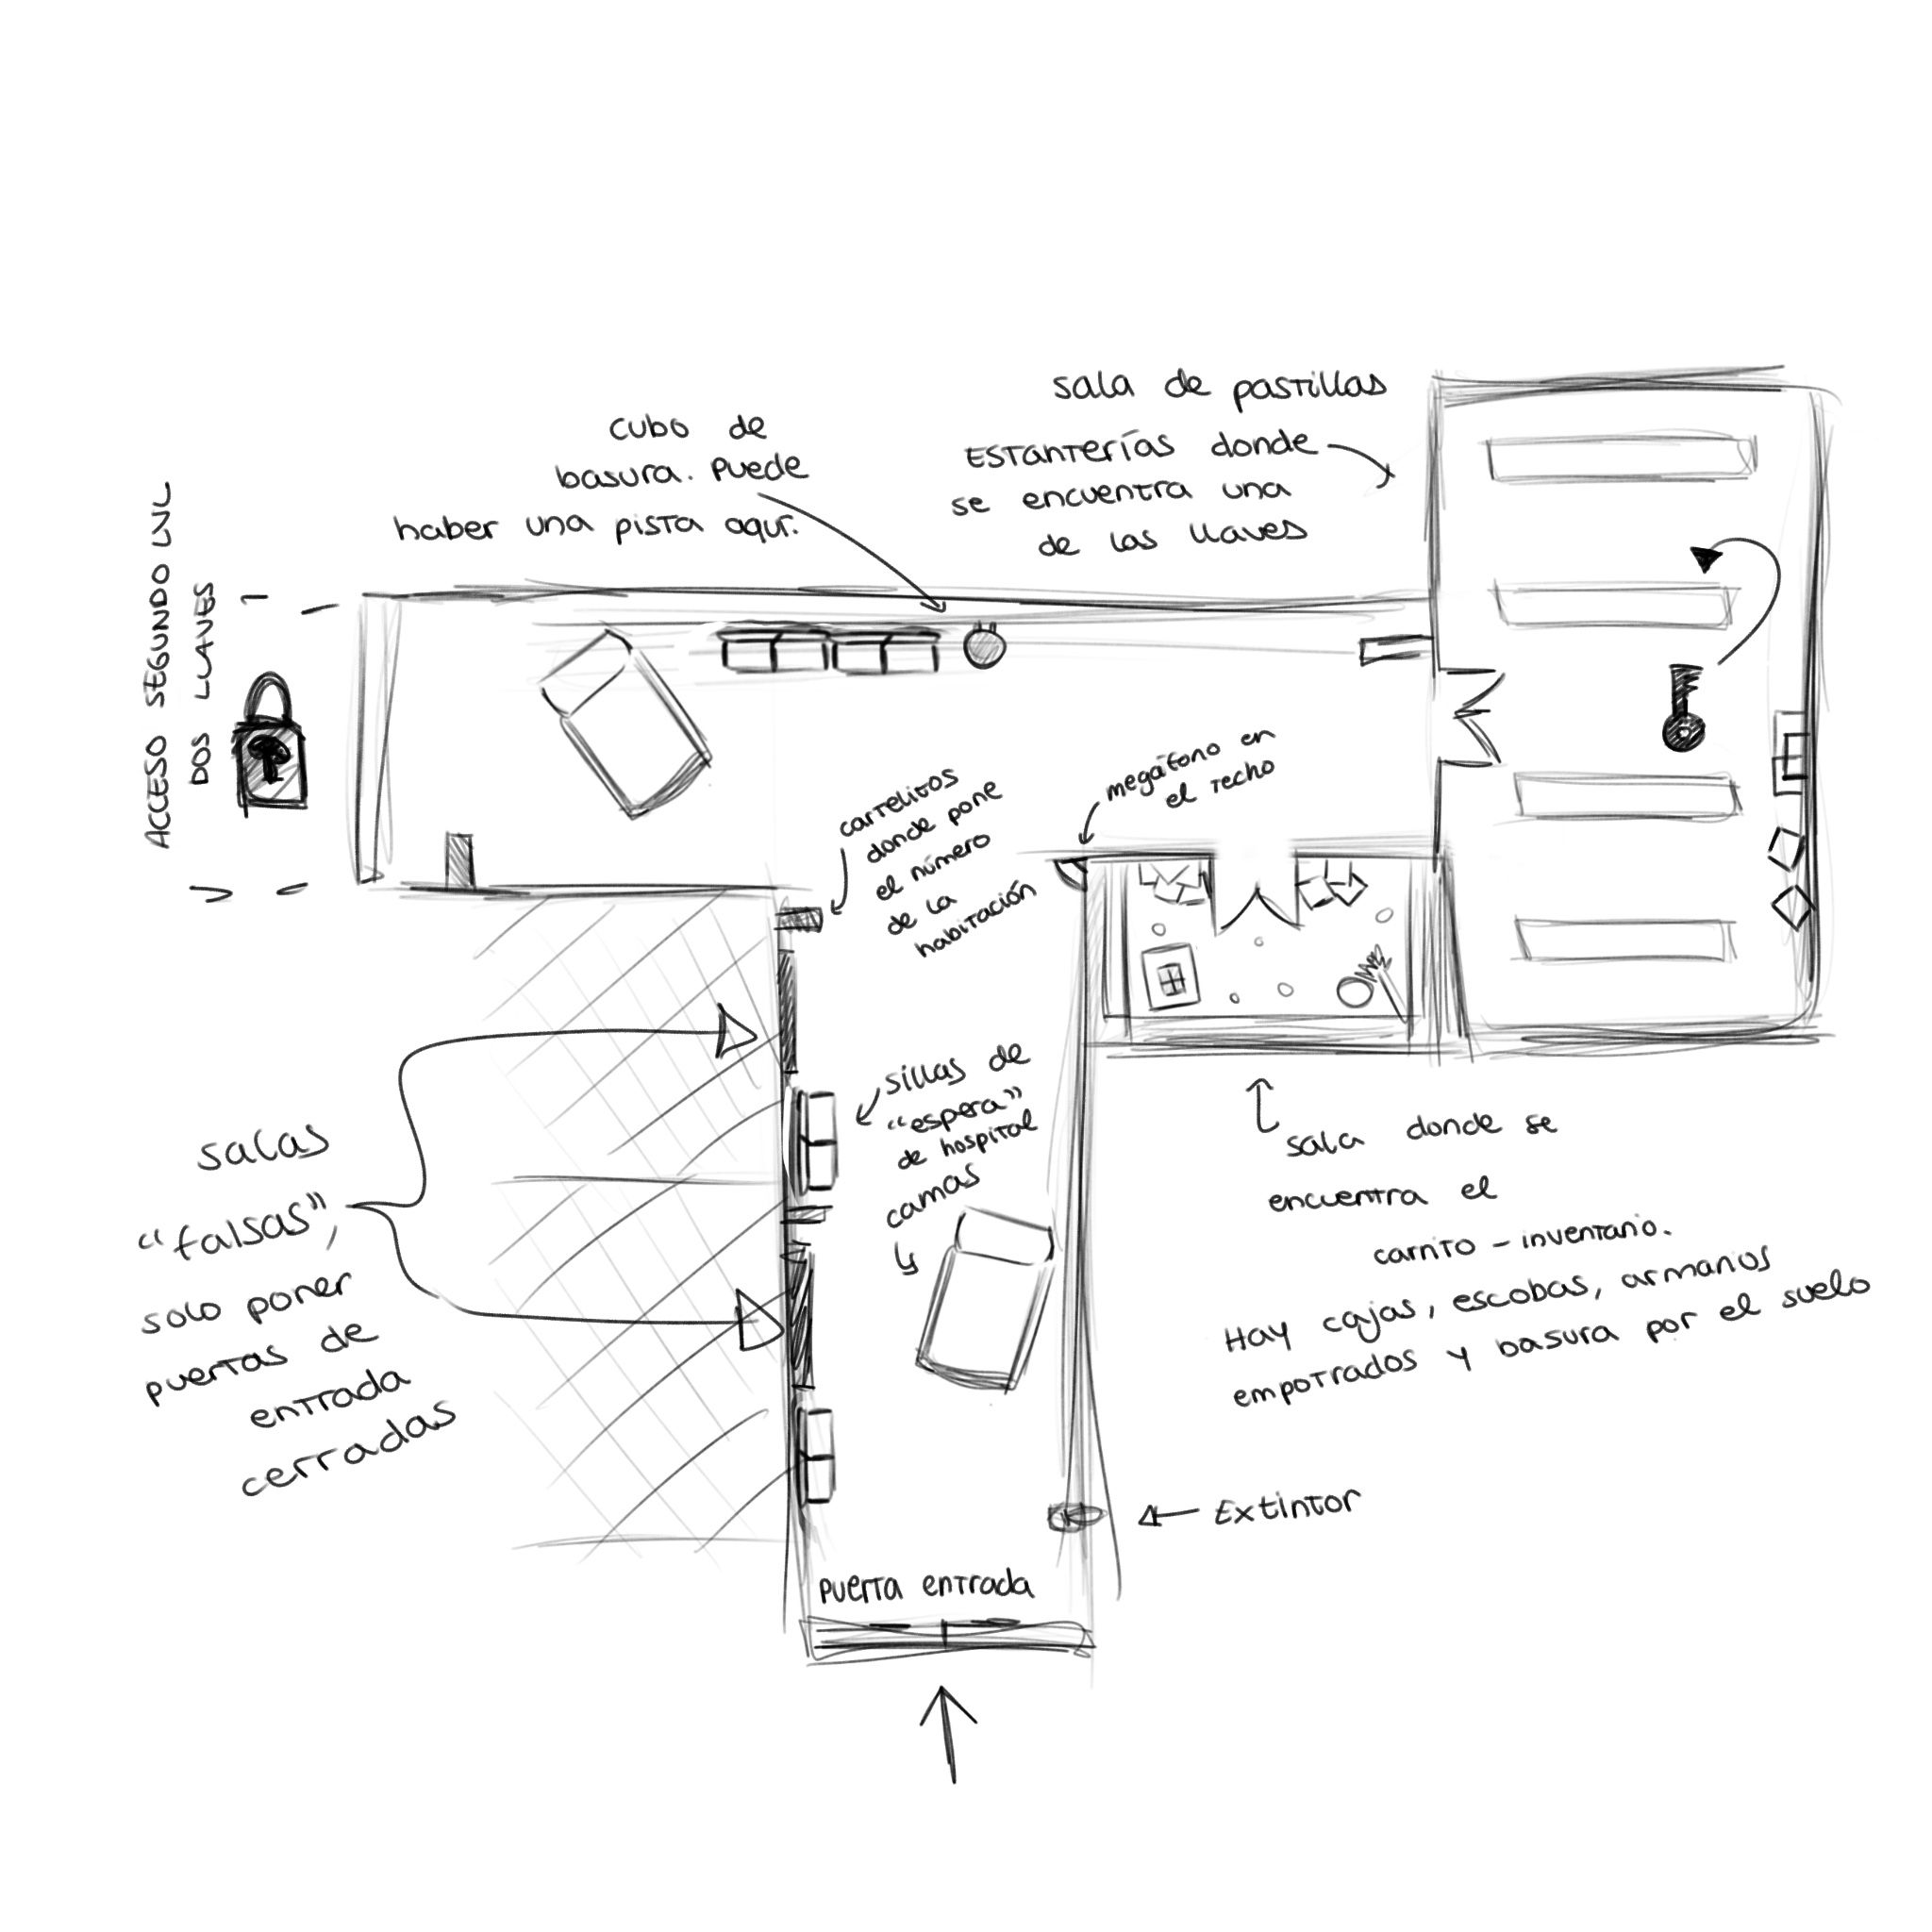 sala de pastillas
Estanterías donde
se encuentra una
de las llaves
cubo de
basura. Puede
haber una pista aquí.
ACCESO SEGUNDO LVL
DOS LLAVES
megáfono en
el techo
cartelitos
donde pone
el número
de la
habitación
sillas de
“espera”
de hospital
camas
salas
“falsas”,
solo poner
puertas de
entrada
cerradas
sala donde se
encuentra el
carrito - inventario.
Hay cajas, escobas, armarios
empotrados y basura por el suelo
Extintor
puerta entrada